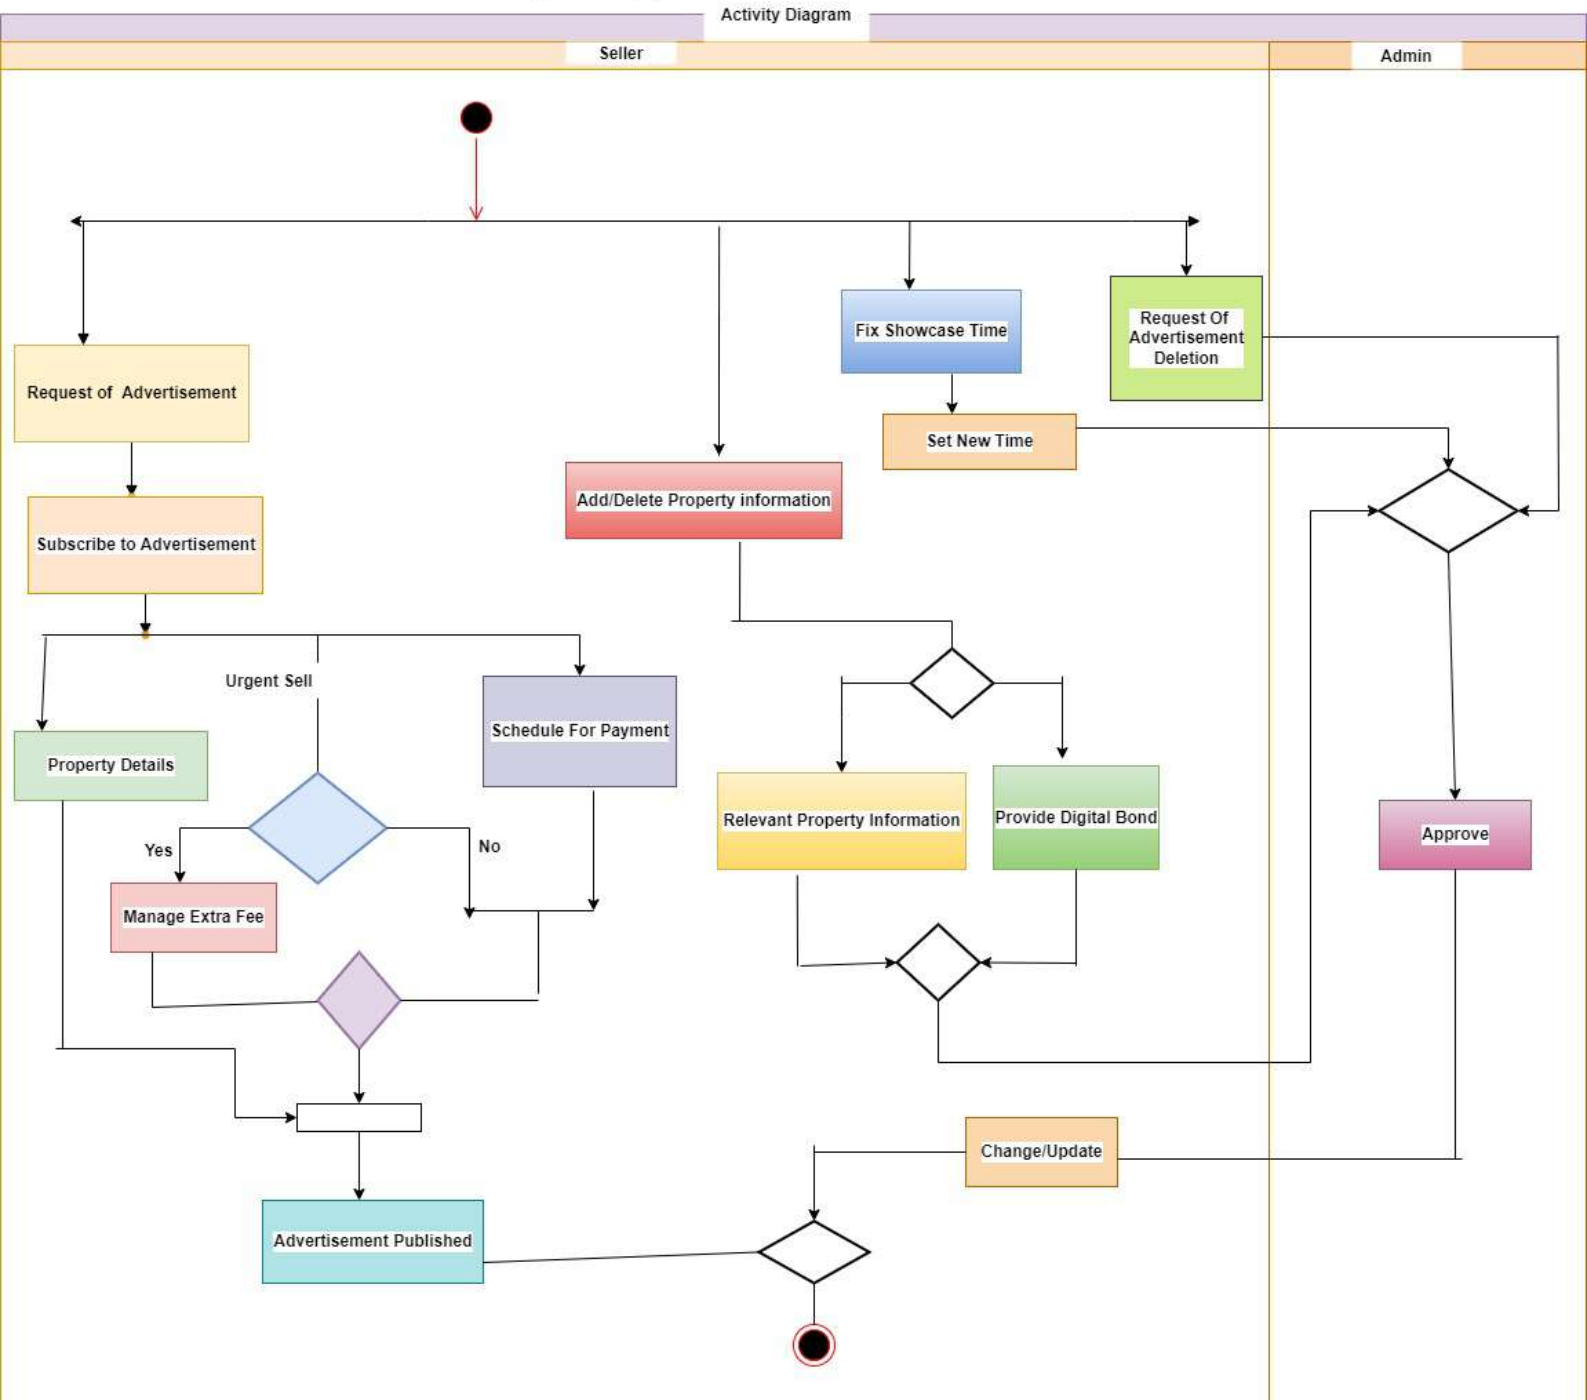 Activity Diagram
Seller
Admin
Fix Showcase Time
Request Of
Advertisement
Deletion
Request of  Advertisement
Set New Time
Add/Delete Property information
Subscribe to Advertisement
Urgent Sell
Schedule For Payment
Property Details
Relevant Property Information
Provide Digital Bond
Approve
Yes
No
Manage Extra Fee
Change/Update
Advertisement Published